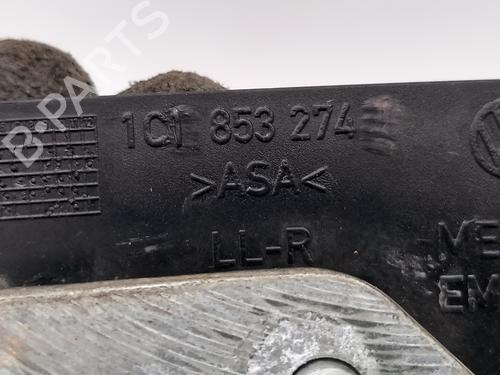 B-PARTS
1C1 853 274
>ASA<
LL-R
ME
EM